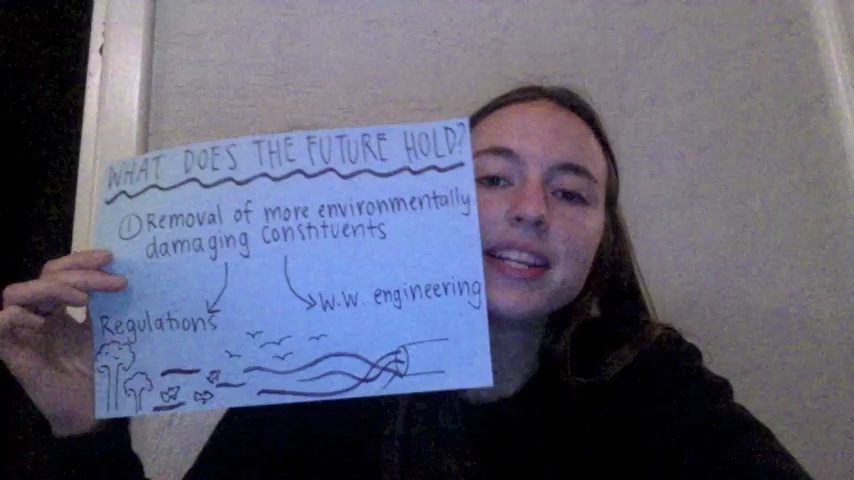 WHAT DOES THE FUTURE HOLD?
① Removal of more environmentally
damaging constituents
W.W. engineering
Regulations